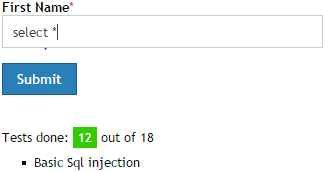 First Name*
select *
Submit
Tests done: 12 out of 18
Basic Sql injection